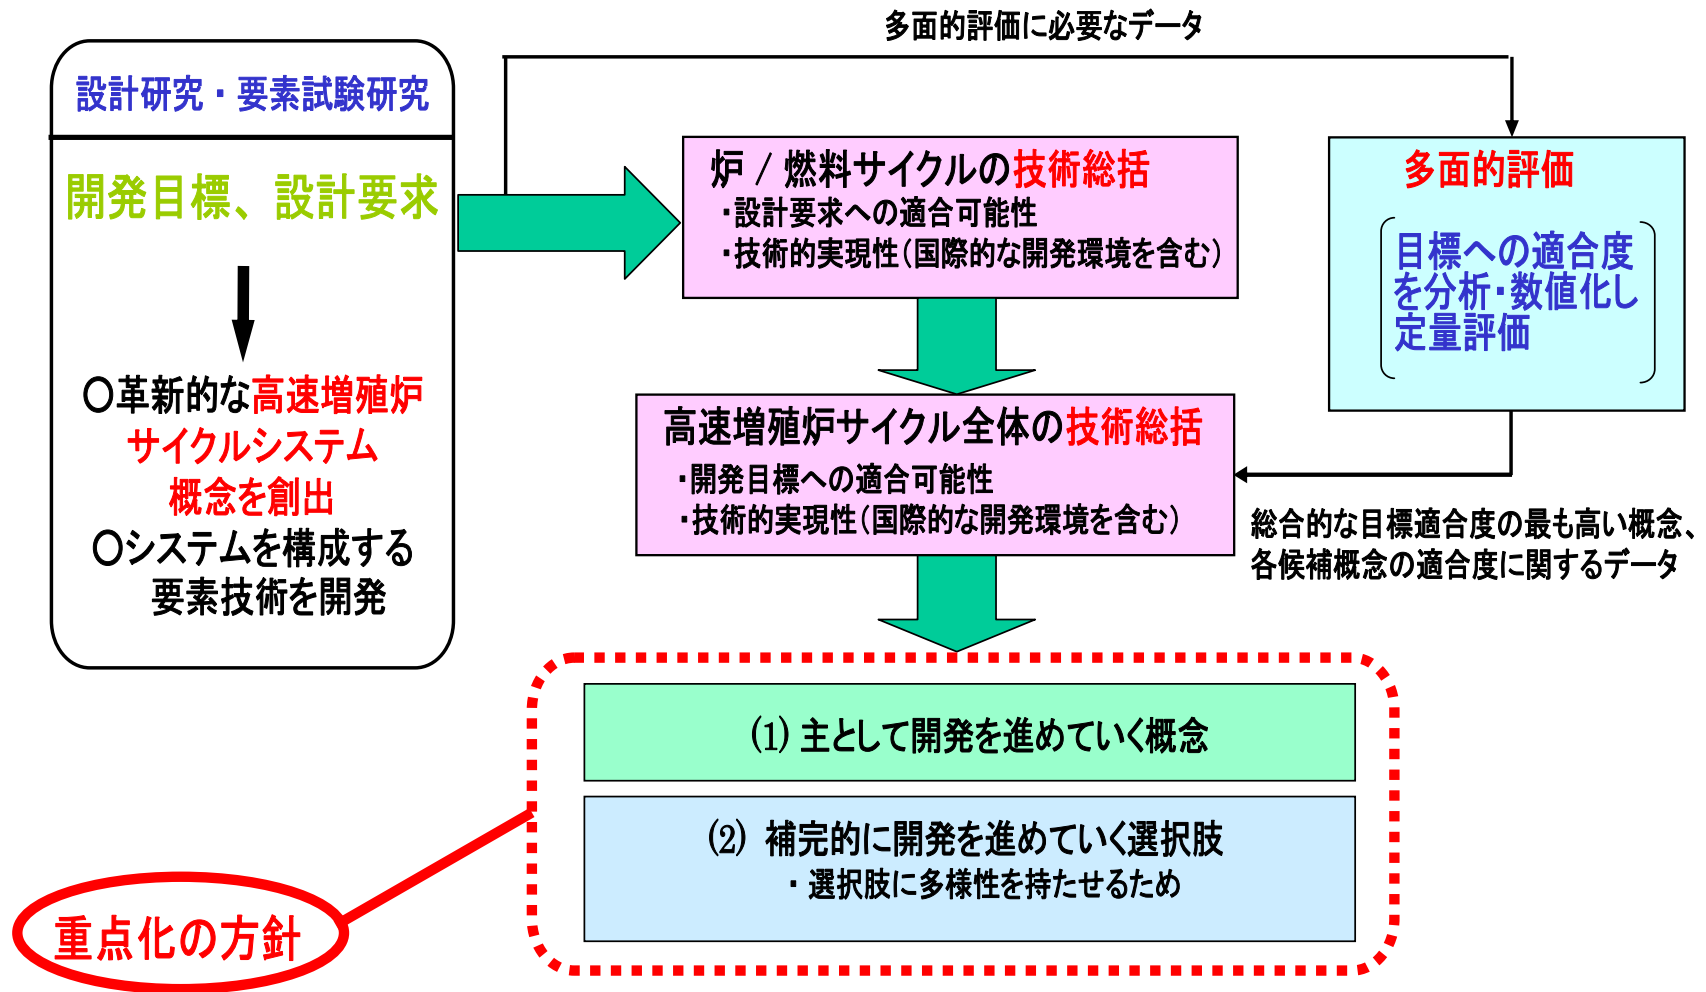 多面的評価に必要なデータ
設計研究・要素試験研究
開発目標、設計要求
〇革新的な高速増殖炉
サイクルシステム
概念を創出
〇システムを構成する
要素技術を開発
炉 / 燃料サイクルの技術総括
・設計要求への適合可能性
・技術的実現性（国際的な開発環境を含む）
多面的評価
目標への適合度
を分析・数値化し
定量評価
高速増殖炉サイクル全体の技術総括
・開発目標への適合可能性
・技術的実現性（国際的な開発環境を含む）
総合的な目標適合度の最も高い概念、
各候補概念の適合度に関するデータ
(1) 主として開発を進めていく概念
(2) 補完的に開発を進めていく選択肢
・選択肢に多様性を持たせるため
重点化の方針